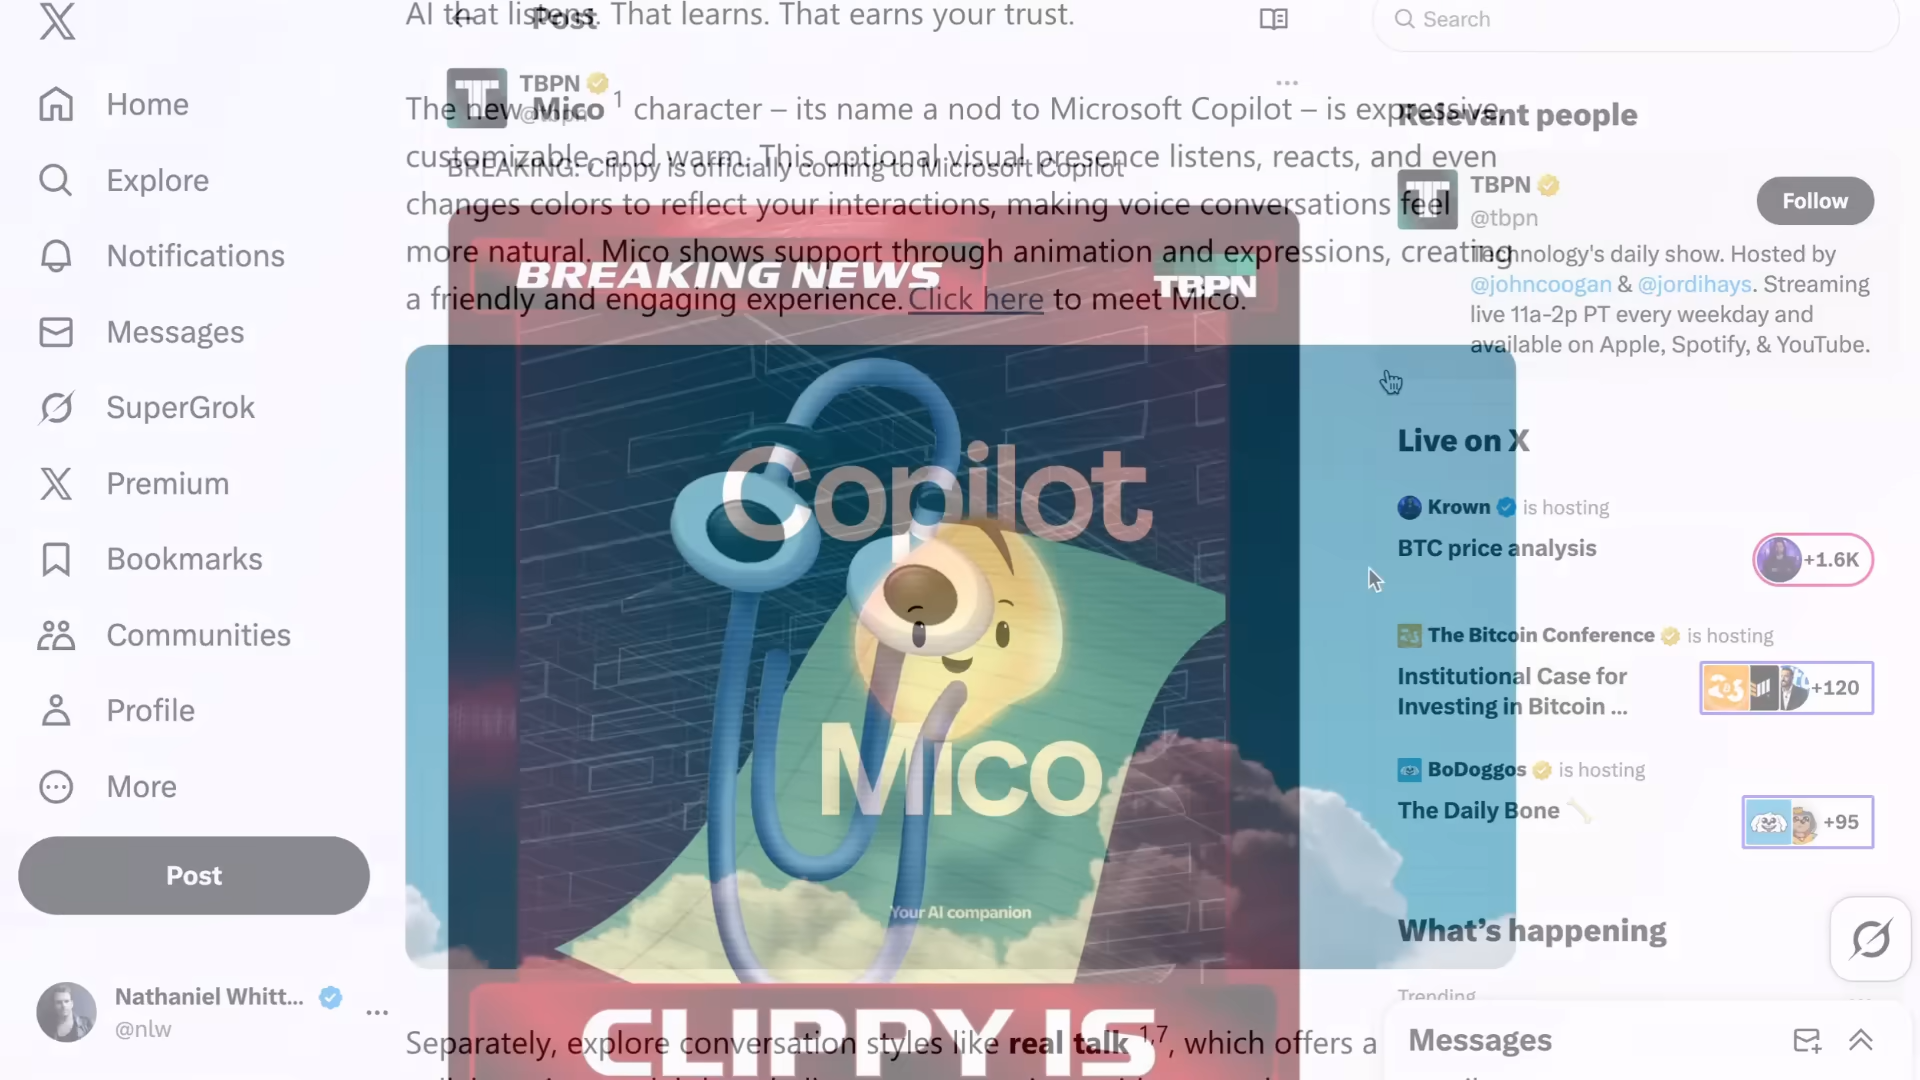 Home
Explore
Notifications
Messages
SuperGrok
Premium
Bookmarks
Communities
Profile
More
Post
Nathaniel Whitt...
@nlw
Post
TBPN
@tbpn
BREAKING: Clippy is officially coming to Microsoft Copilot
BREAKING NEWS
TBPN
CLIPPY IS
AI that listens. That learns. That earns your trust.
The new Mico 1 character – its name a nod to Microsoft Copilot – is expressive,
customizable, and warm. This optional visual presence listens, reacts, and even
changes colors to reflect your interactions, making voice conversations feel
more natural. Mico shows support through animation and expressions, creating
a friendly and engaging experience. Click here to meet Mico.
Copilot
Mico
Your AI companion
Separately, explore conversation styles like real talk 1,7, which offers a
Search
Relevant people
TBPN
@tbpn
Follow
Technology's daily show. Hosted by
@johncoogan & @jordihays. Streaming
live 11a-2p PT every weekday and
available on Apple, Spotify, & YouTube.
Live on X
Krown is hosting
BTC price analysis
+1.6K
The Bitcoin Conference is hosting
Institutional Case for
Investing in Bitcoin ...
+120
BoDoggos is hosting
The Daily Bone
+95
What's happening
Trending
Messages